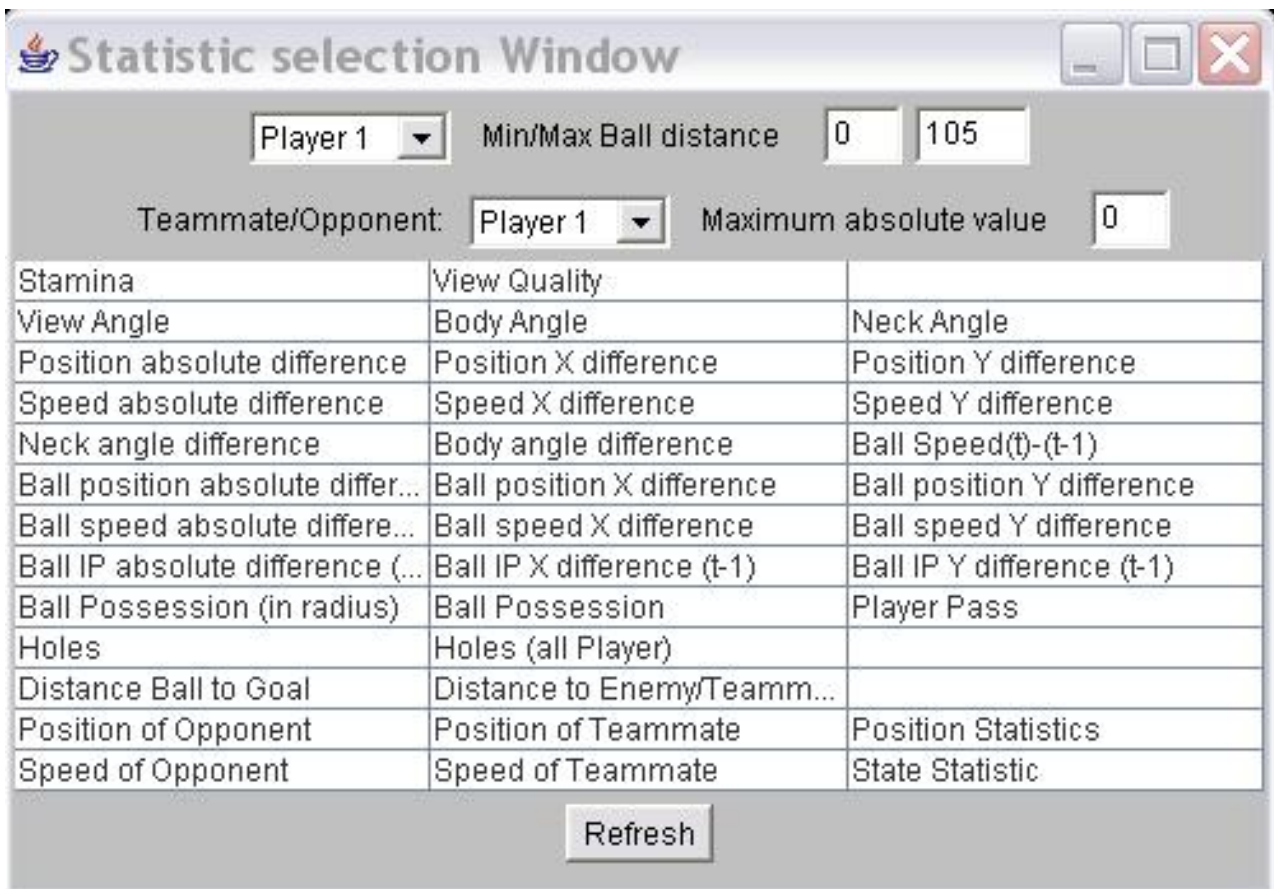 Statistic selection Window
Player 1 Min/Max Ball distance 0 105
Teammate/Opponent: Player 1 Maximum absolute value 0
Stamina View Quality
View Angle Body Angle Neck Angle
Position absolute difference Position X difference Position Y difference
Speed absolute difference Speed X difference Speed Y difference
Neck angle difference Body angle difference Ball Speed(t)-(t-1)
Ball position absolute differ... Ball position X difference Ball position Y difference
Ball speed absolute differe... Ball speed X difference Ball speed Y difference
Ball IP absolute difference (... Ball IP X difference (t-1) Ball IP Y difference (t-1)
Ball Possession (in radius) Ball Possession Player Pass
Holes Holes (all Player)
Distance Ball to Goal Distance to Enemy/Teamm...
Position of Opponent Position of Teammate Position Statistics
Speed of Opponent Speed of Teammate State Statistic
Refresh